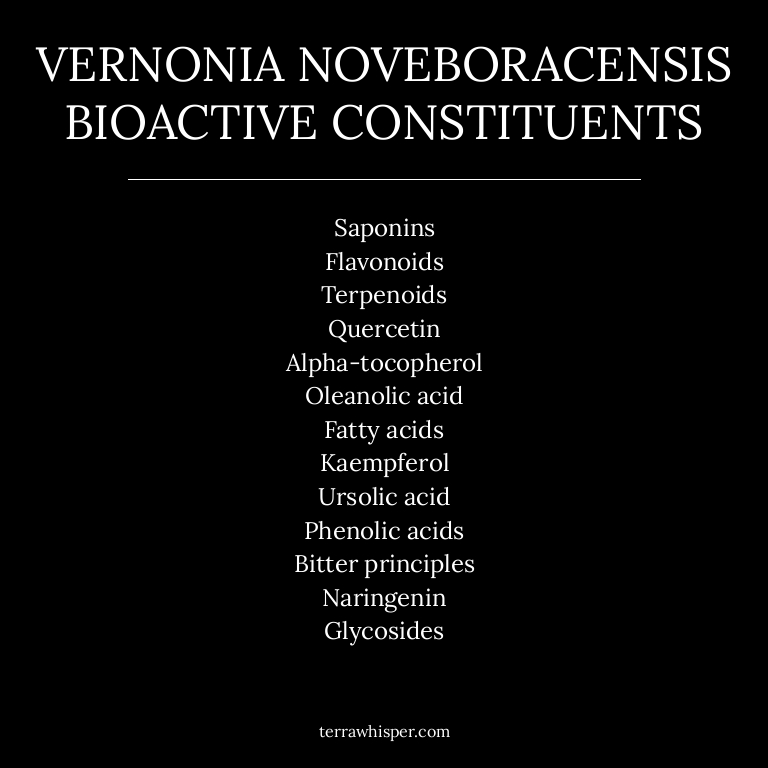 VERNONIA NOVEBORACENSIS
BIOACTIVE CONSTITUENTS
Saponins
Flavonoids
Terpenoids
Quercetin
Alpha-tocopherol
Oleanolic acid
Fatty acids
Kaempferol
Ursolic acid
Phenolic acids
Bitter principles
Naringenin
Glycosides
terrawhisper.com